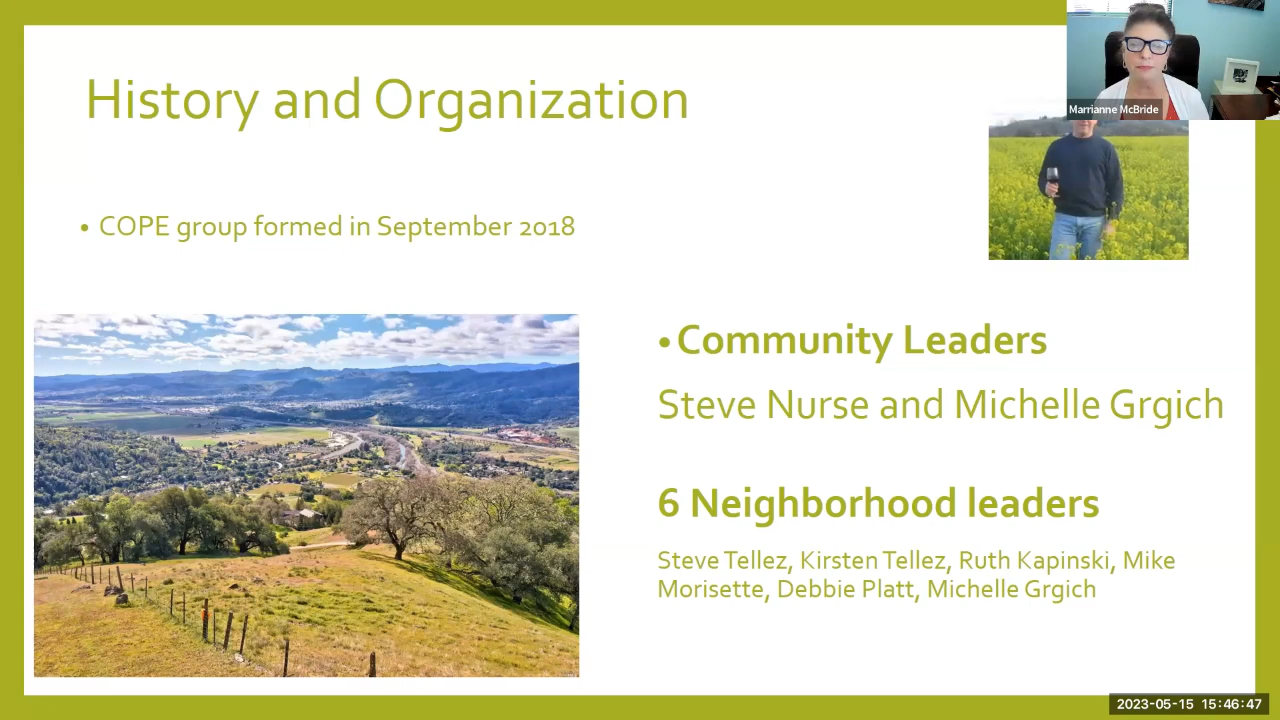 History and Organization
Marrianne McBride
• COPE group formed in September 2018
• Community Leaders
Steve Nurse and Michelle Grgich
6 Neighborhood leaders
Steve Tellez, Kirsten Tellez, Ruth Kapinski, Mike
Morisette, Debbie Platt, Michelle Grgich
2023-05-15 15:46:47